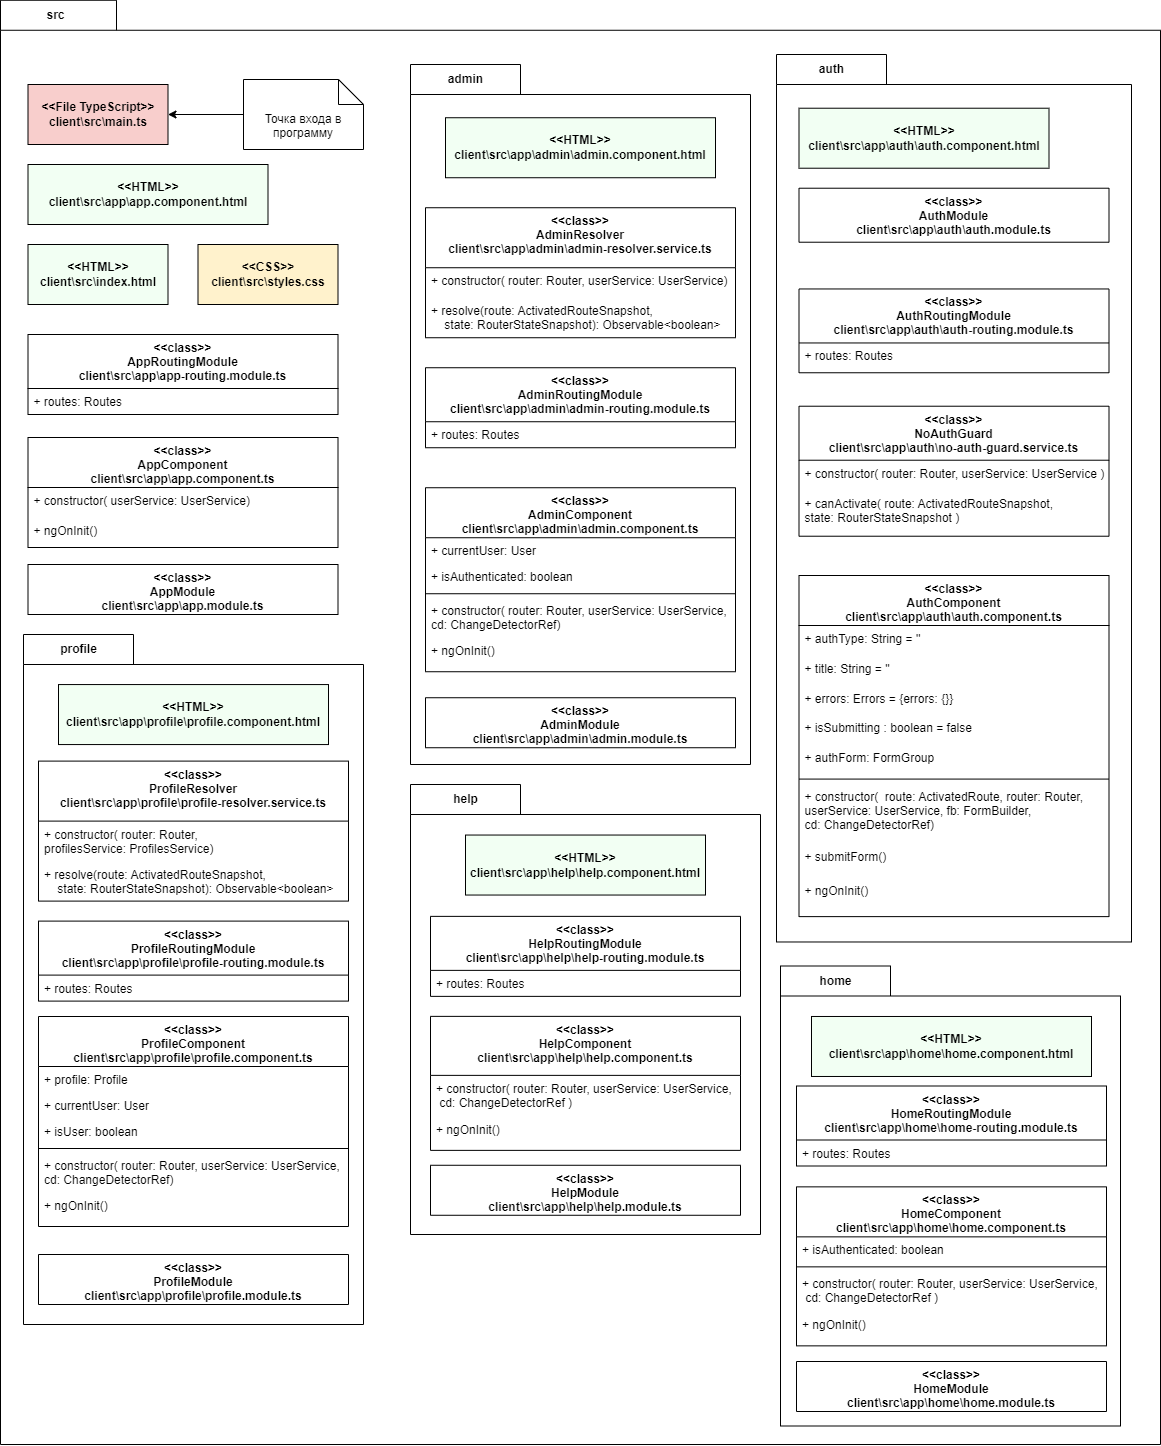 src
<<File TypeScript>>
client\src\main.ts
Точка входа в
программу
<<HTML>>
client\src\app\app.component.html
<<HTML>>
client\src\index.html
<<CSS>>
client\src\styles.css
<<class>>
AppRoutingModule
client\src\app\app-routing.module.ts
+ routes: Routes
<<class>>
AppComponent
client\src\app\app.component.ts
+ constructor( userService: UserService)
+ ngOnInit()
<<class>>
AppModule
client\src\app\app.module.ts
profile
<<HTML>>
client\src\app\profile\profile.component.html
<<class>>
ProfileResolver
client\src\app\profile\profile-resolver.service.ts
+ constructor( router: Router,
profilesService: ProfilesService)
+ resolve(route: ActivatedRouteSnapshot,
state: RouterStateSnapshot): Observable<boolean>
<<class>>
ProfileRoutingModule
client\src\app\profile\profile-routing.module.ts
+ routes: Routes
<<class>>
ProfileComponent
client\src\app\profile\profile.component.ts
+ profile: Profile
+ currentUser: User
+ isUser: boolean
+ constructor( router: Router, userService: UserService,
cd: ChangeDetectorRef)
+ ngOnInit()
<<class>>
ProfileModule
client\src\app\profile\profile.module.ts
admin
<<HTML>>
client\src\app\admin\admin.component.html
<<class>>
AdminResolver
client\src\app\admin\admin-resolver.service.ts
+ constructor( router: Router, userService: UserService)
+ resolve(route: ActivatedRouteSnapshot,
state: RouterStateSnapshot): Observable<boolean>
<<class>>
AdminRoutingModule
client\src\app\admin\admin-routing.module.ts
+ routes: Routes
<<class>>
AdminComponent
client\src\app\admin\admin.component.ts
+ currentUser: User
+ isAuthenticated: boolean
+ constructor( router: Router, userService: UserService,
cd: ChangeDetectorRef)
+ ngOnInit()
<<class>>
AdminModule
client\src\app\admin\admin.module.ts
help
<<HTML>>
client\src\app\help\help.component.html
<<class>>
HelpRoutingModule
client\src\app\help\help-routing.module.ts
+ routes: Routes
<<class>>
HelpComponent
client\src\app\help\help.component.ts
+ constructor( router: Router, userService: UserService,
cd: ChangeDetectorRef )
+ ngOnInit()
<<class>>
HelpModule
client\src\app\help\help.module.ts
auth
<<HTML>>
client\src\app\auth\auth.component.html
<<class>>
AuthModule
client\src\app\auth\auth.module.ts
<<class>>
AuthRoutingModule
client\src\app\auth\auth-routing.module.ts
+ routes: Routes
<<class>>
NoAuthGuard
client\src\app\auth\no-auth-guard.service.ts
+ constructor( router: Router, userService: UserService )
+ canActivate( route: ActivatedRouteSnapshot,
state: RouterStateSnapshot )
<<class>>
AuthComponent
client\src\app\auth\auth.component.ts
+ authType: String = ''
+ title: String = ''
+ errors: Errors = {errors: {}}
+ isSubmitting : boolean = false
+ authForm: FormGroup
+ constructor(  route: ActivatedRoute, router: Router,
userService: UserService, fb: FormBuilder,
cd: ChangeDetectorRef)
+ submitForm()
+ ngOnInit()
home
<<HTML>>
client\src\app\home\home.component.html
<<class>>
HomeRoutingModule
client\src\app\home\home-routing.module.ts
+ routes: Routes
<<class>>
HomeComponent
client\src\app\home\home.component.ts
+ isAuthenticated: boolean
+ constructor( router: Router, userService: UserService,
cd: ChangeDetectorRef )
+ ngOnInit()
<<class>>
HomeModule
client\src\app\home\home.module.ts